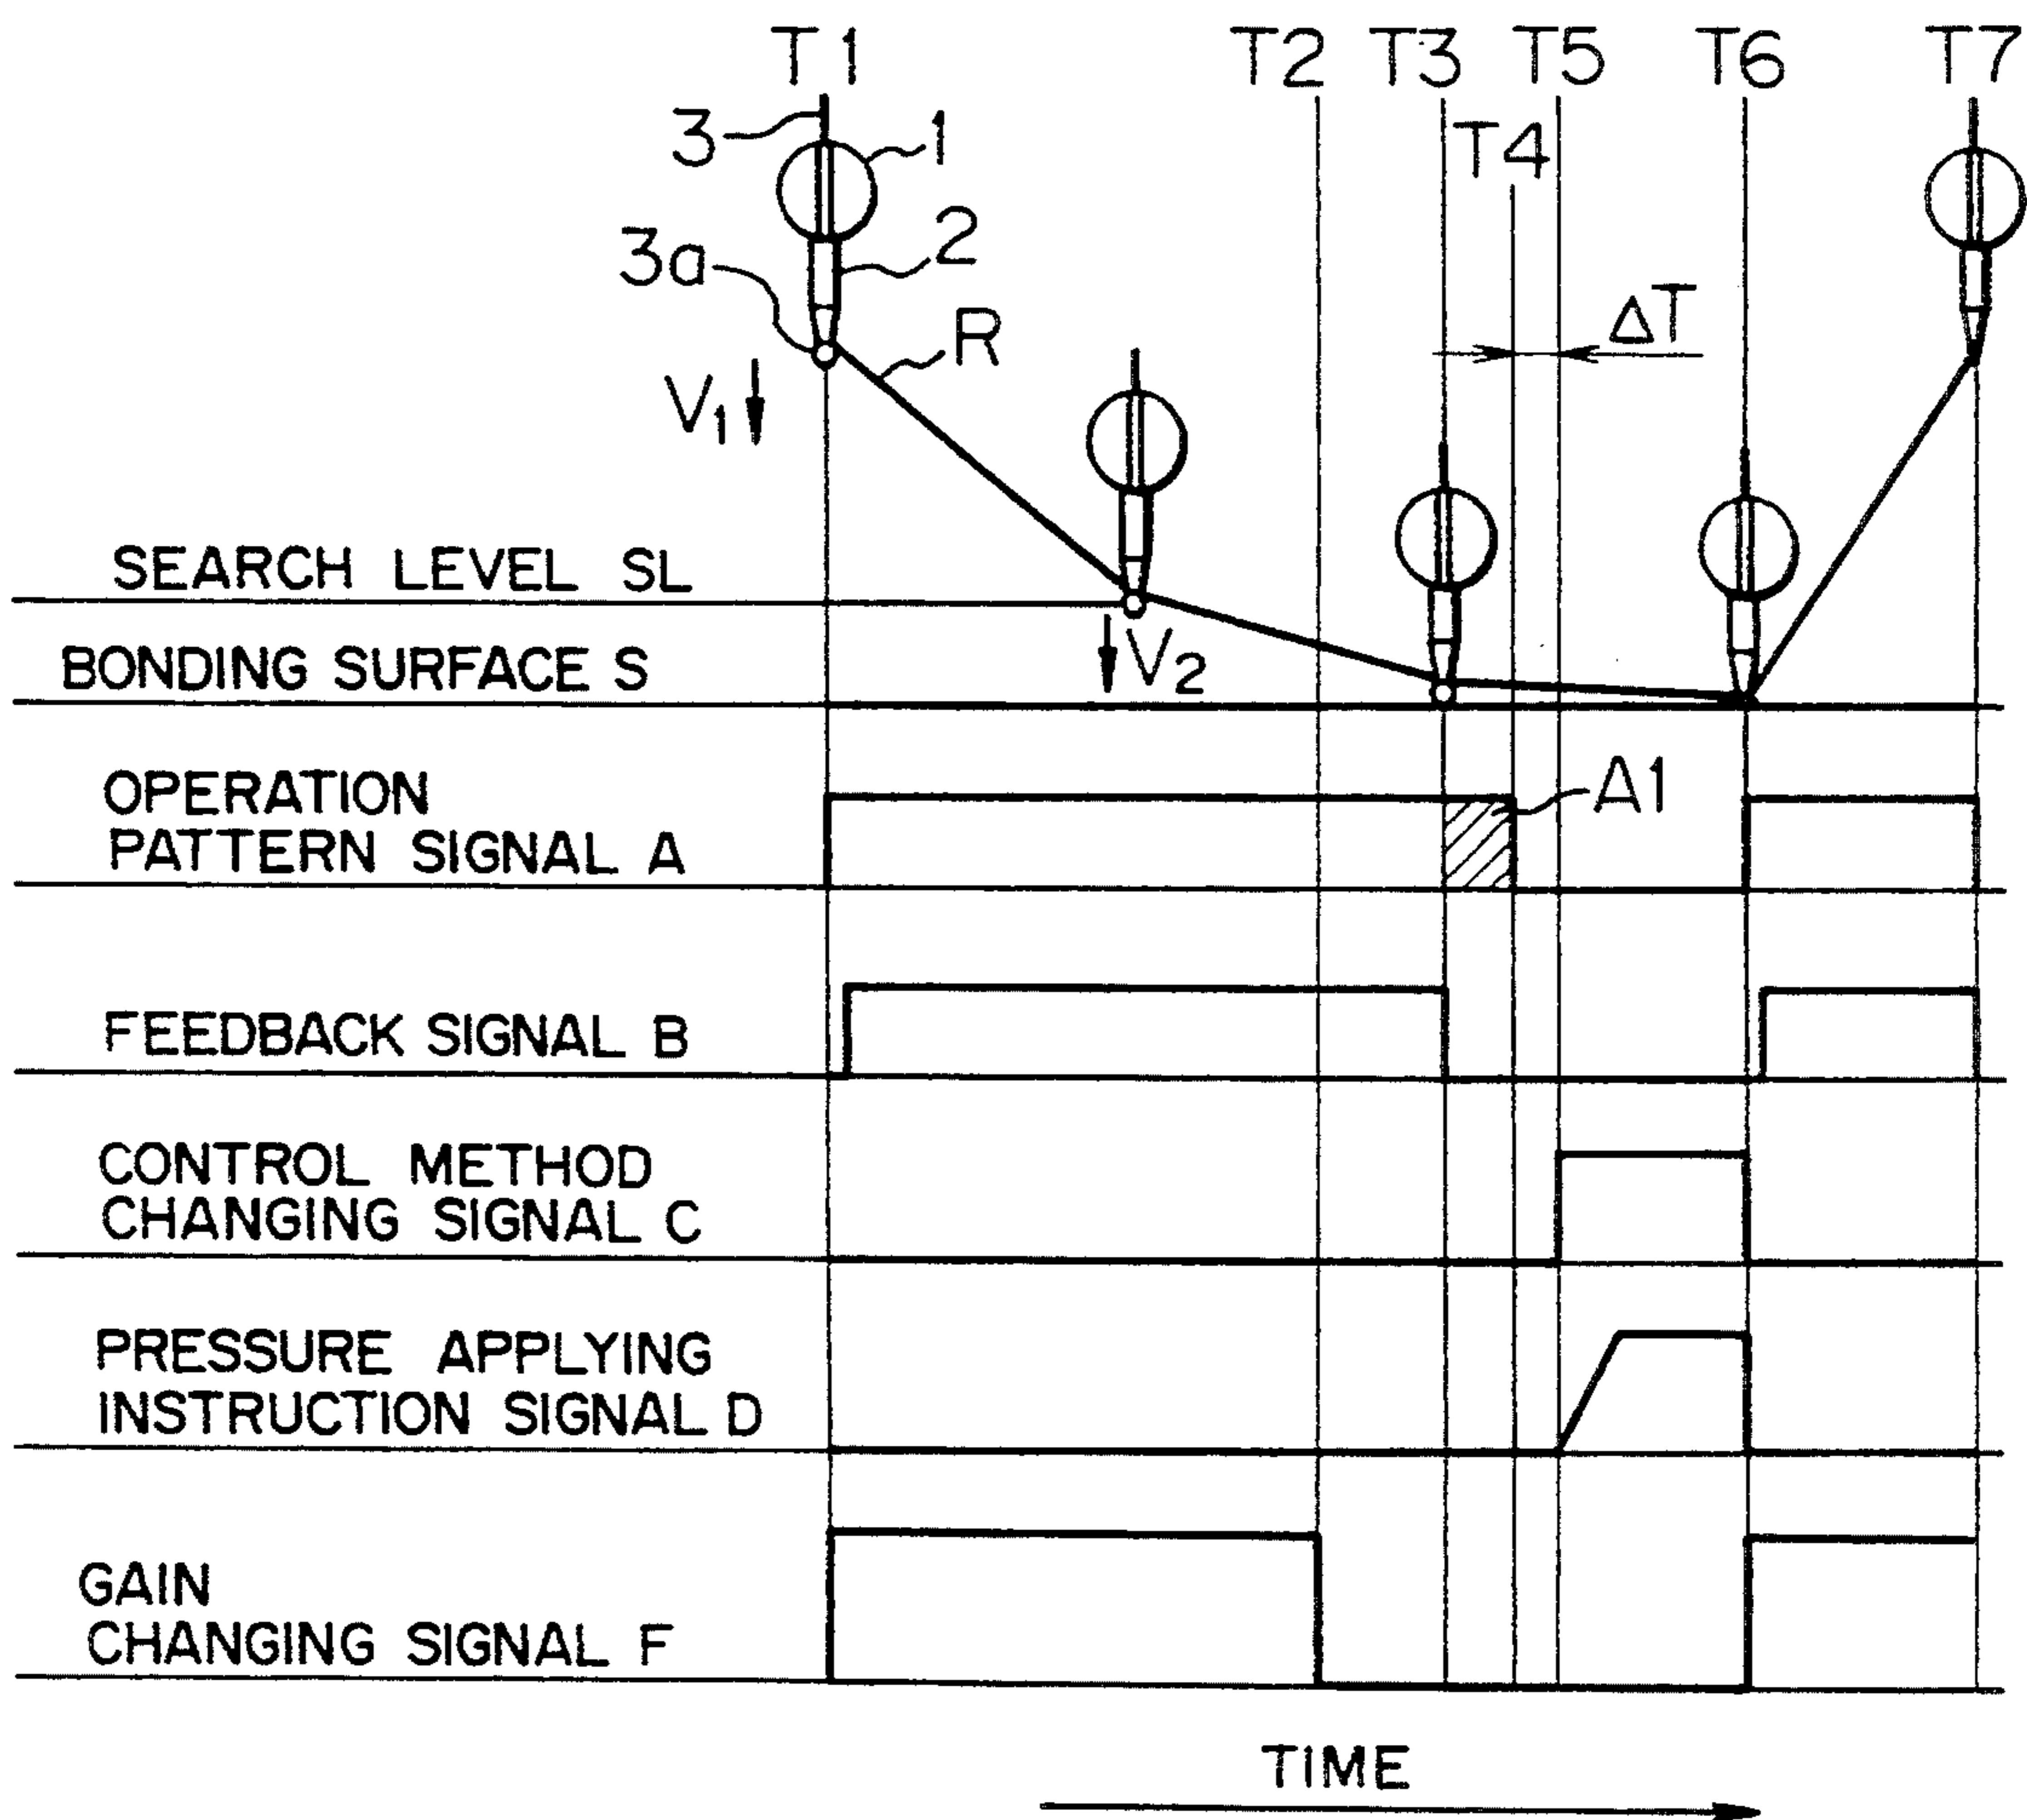 T1 T2 T3 T5 T6 T7
3 1 T4
2
3a
ΔT
R
V1
SEARCH LEVEL SL
V2
BONDING SURFACE S
A1
OPERATION
PATTERN SIGNAL A
FEEDBACK SIGNAL B
CONTROL METHOD
CHANGING SIGNAL C
PRESSURE APPLYING
INSTRUCTION SIGNAL D
GAIN
CHANGING SIGNAL F
TIME